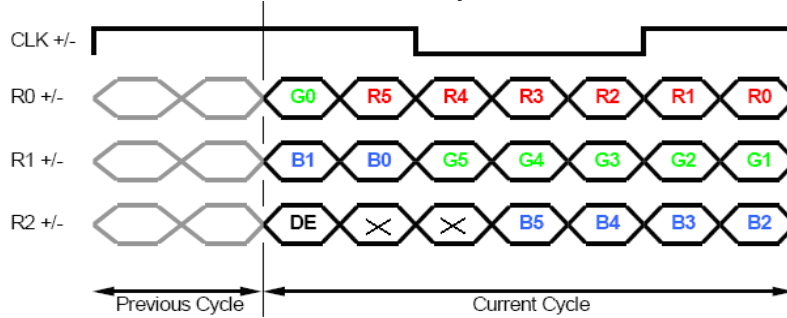 CLK +/-
R0 +/- G0 R5 R4 R3 R2 R1 R0
R1 +/- B1 B0 G5 G4 G3 G2 G1
R2 +/- DE X X B5 B4 B3 B2
Previous Cycle Current Cycle